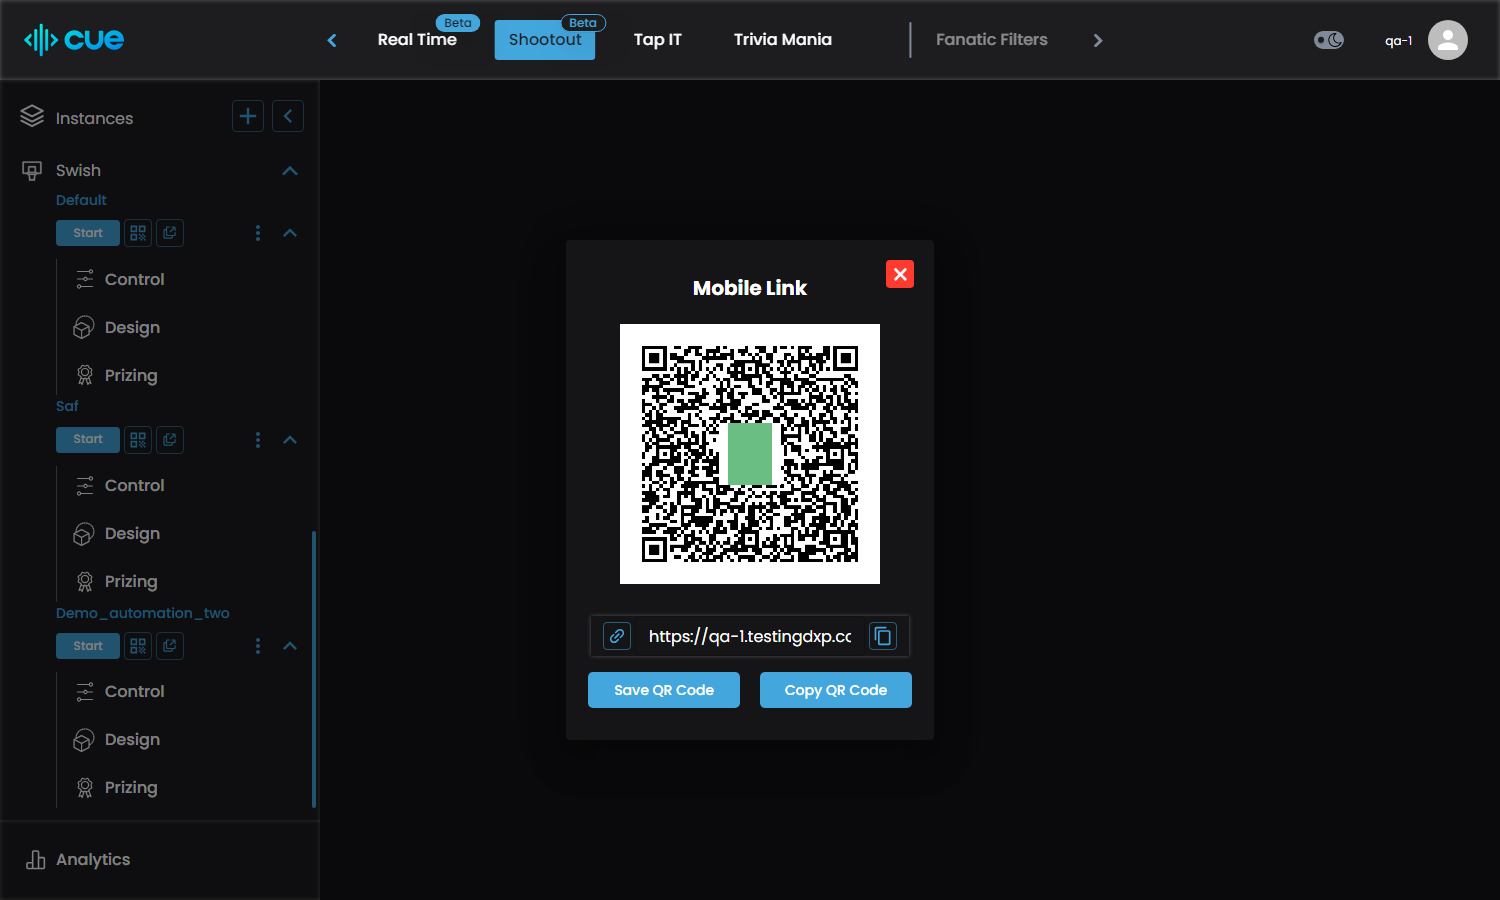 cue
Real Time
Beta
Shootout
Beta
Tap IT
Trivia Mania
Fanatic Filters
qa-1
Instances
Swish
Default
Start
Control
Design
Prizing
Saf
Start
Control
Design
Prizing
Demo_automation_two
Start
Control
Design
Prizing
Analytics
Mobile Link
https://qa-1.testingdxp.cc
Save QR Code
Copy QR Code